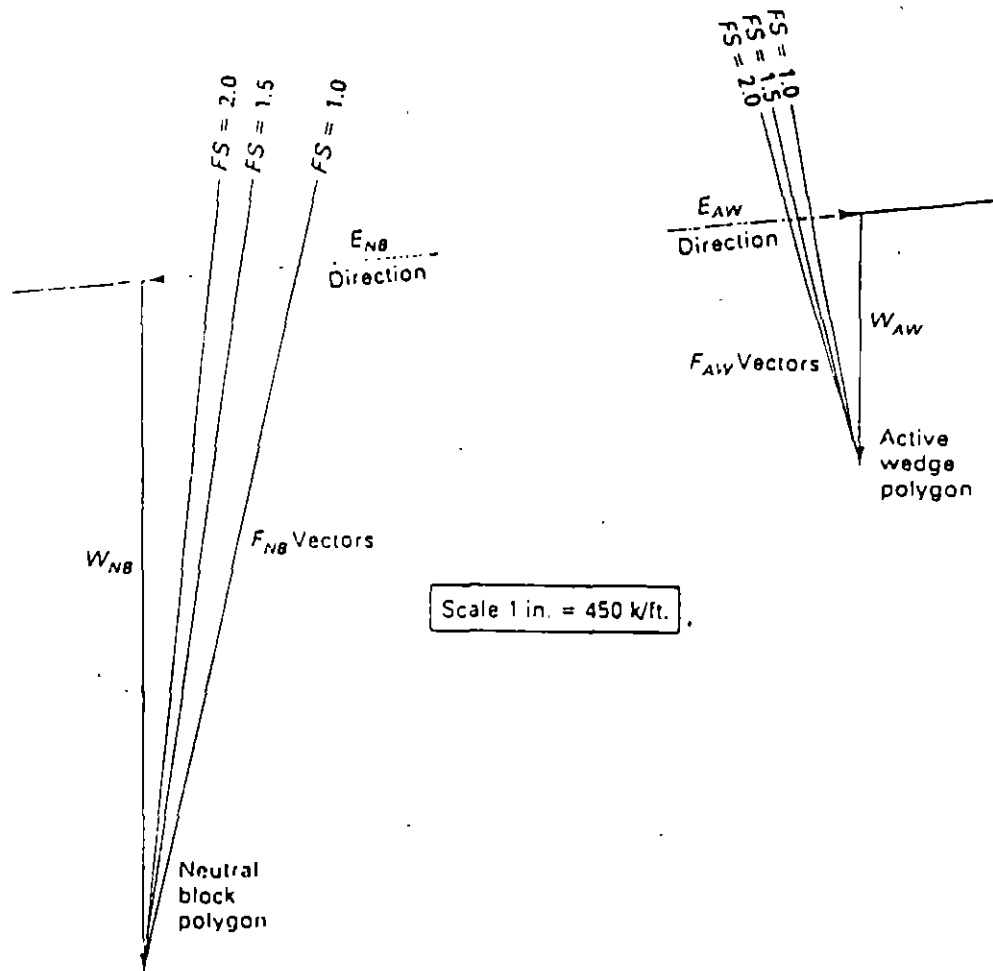 FS = 2.0
FS = 1.5
FS = 1.0
E_NB
Direction
W_NB
F_NB Vectors
Neutral
block
polygon
FS = 1.0
FS = 1.5
FS = 2.0
E_AW
Direction
W_AW
F_AW Vectors
Active
wedge
polygon
Scale 1 in. = 450 k/ft.